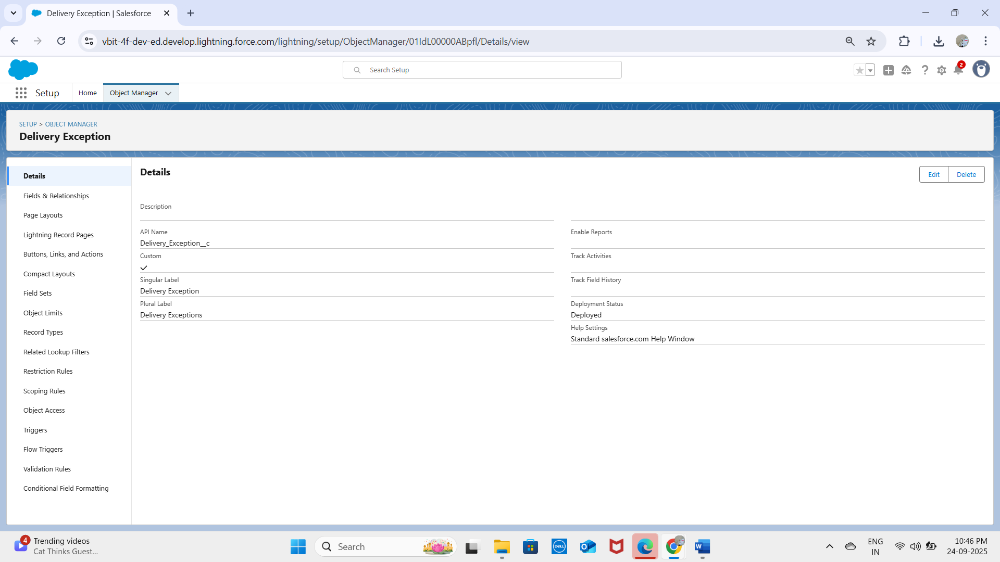 Delivery Exception | Salesforce
vbit-4f-dev-ed.develop.lightning.force.com/lightning/setup/ObjectManager/01IdL00000ABpfl/Details/view
Search Setup
2
Setup
Home
Object Manager
SETUP > OBJECT MANAGER
Delivery Exception
Details
Fields & Relationships
Page Layouts
Lightning Record Pages
Buttons, Links, and Actions
Compact Layouts
Field Sets
Object Limits
Record Types
Related Lookup Filters
Restriction Rules
Scoping Rules
Object Access
Triggers
Flow Triggers
Validation Rules
Conditional Field Formatting
Details
Edit
Delete
Description
API Name
Delivery_Exception__c
Custom
Singular Label
Delivery Exception
Plural Label
Delivery Exceptions
Enable Reports
Track Activities
Track Field History
Deployment Status
Deployed
Help Settings
Standard salesforce.com Help Window
4
Trending videos
Cat Thinks Guest...
Search
DELL
ENG
IN
10:46 PM
24-09-2025